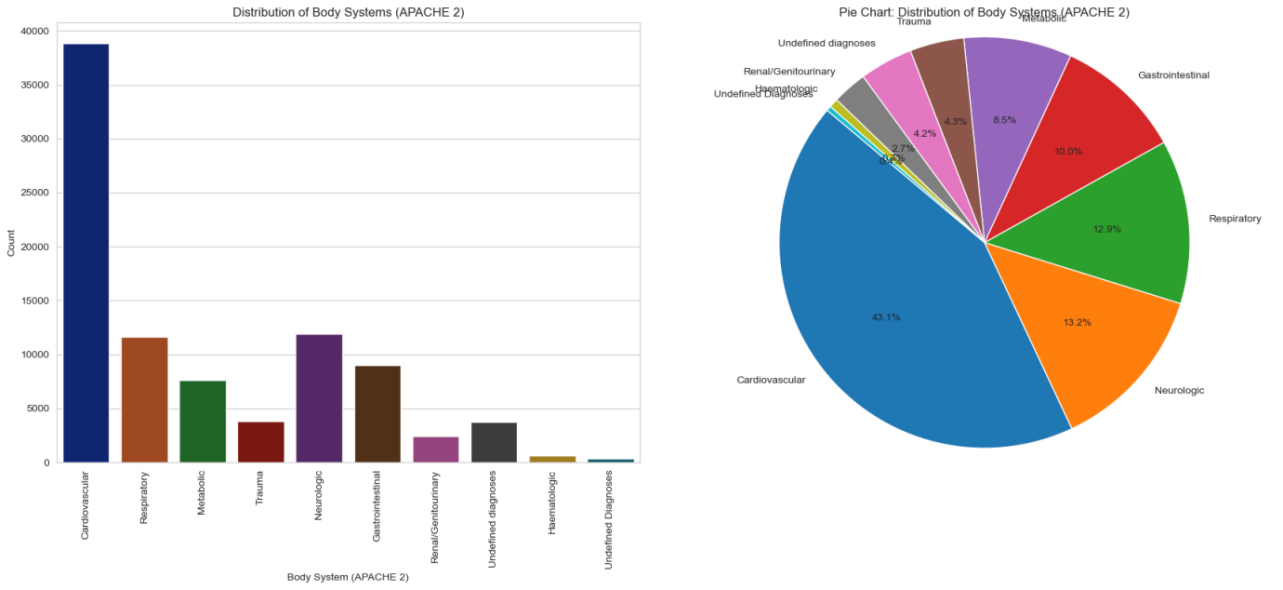 Distribution of Body Systems (APACHE 2)
40000
35000
30000
25000
20000
15000
10000
5000
0
Count
Cardiovascular
Respiratory
Metabolic
Trauma
Neurologic
Gastrointestinal
Renal/Genitourinary
Undefined diagnoses
Haematologic
Undefined Diagnoses
Body System (APACHE 2)
Pie Chart: Distribution of Body Systems (APACHE 2)
Trauma
Metabolic
Undefined diagnoses
Gastrointestinal
Renal/Genitourinary
Haematologic
Undefined Diagnoses
Respiratory
Neurologic
Cardiovascular
4.2%
4.3%
8.5%
10.0%
2.7%
0.4%
12.9%
13.2%
43.1%